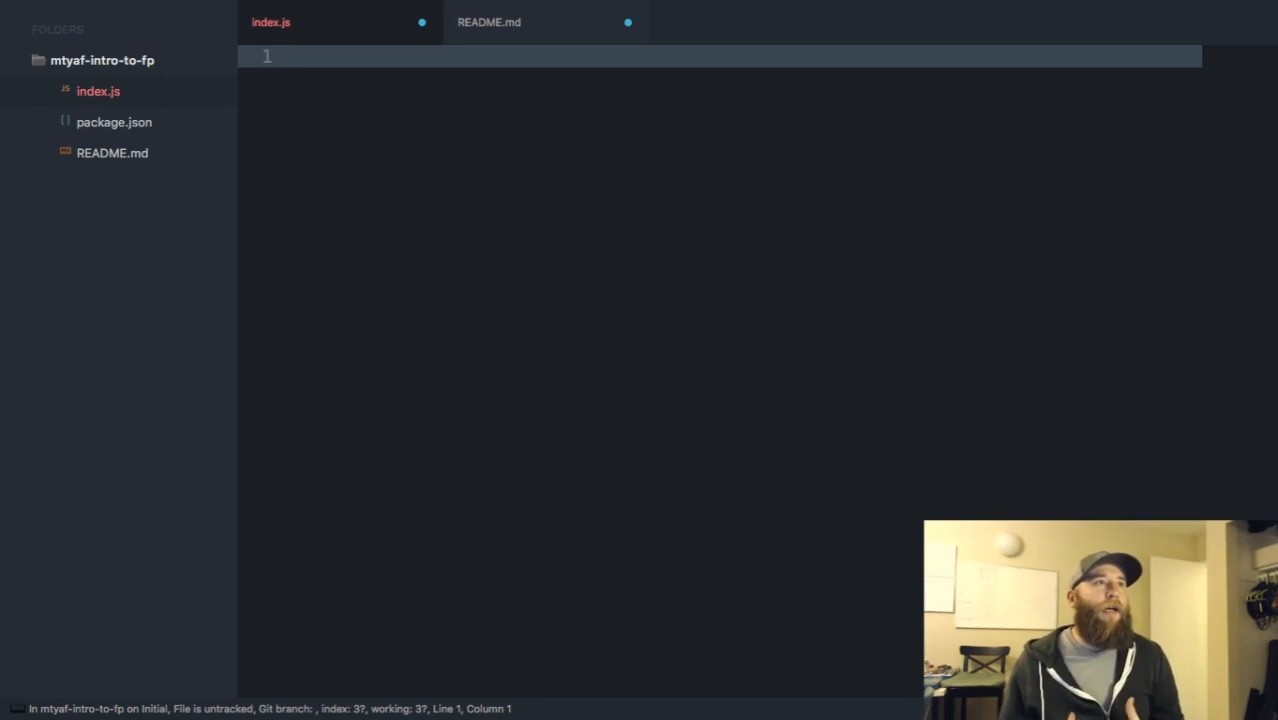 FOLDERS
mtyaf-intro-to-fp
JS index.js
{ } package.json
README.md
index.js
README.md
1
In mtyaf-intro-to-fp on Initial, File is untracked, Git branch: , index: 3?, working: 3?, Line 1, Column 1